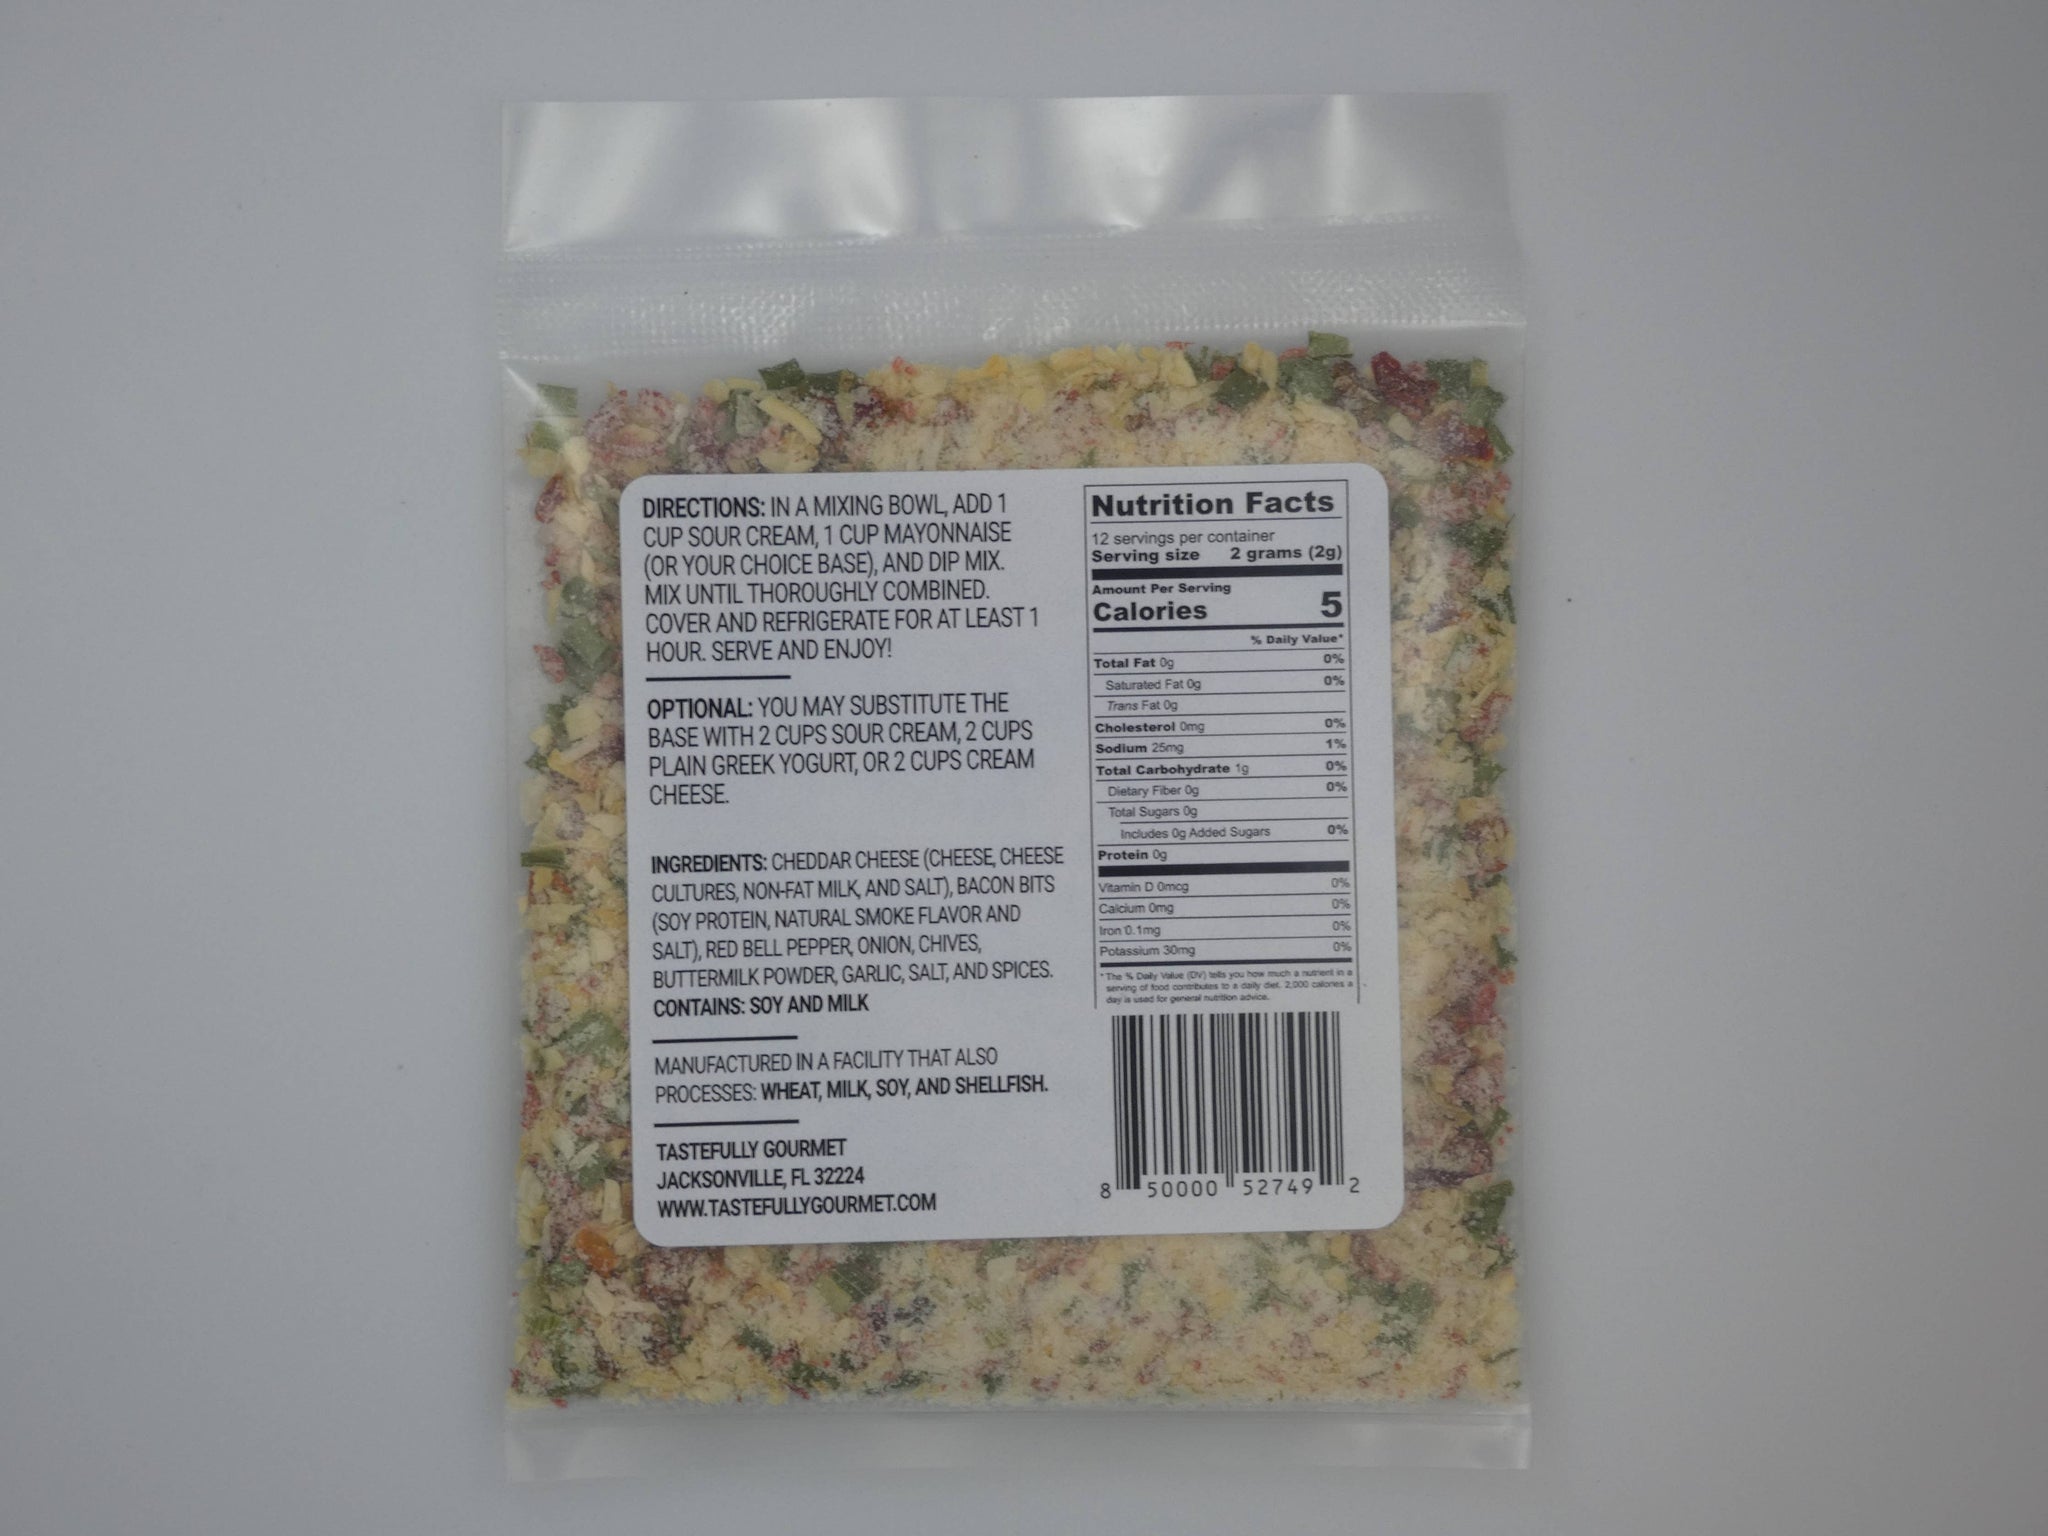 DIRECTIONS: IN A MIXING BOWL, ADD 1
CUP SOUR CREAM, 1 CUP MAYONNAISE
(OR YOUR CHOICE BASE), AND DIP MIX.
MIX UNTIL THOROUGHLY COMBINED.
COVER AND REFRIGERATE FOR AT LEAST 1
HOUR. SERVE AND ENJOY!
OPTIONAL: YOU MAY SUBSTITUTE THE
BASE WITH 2 CUPS SOUR CREAM, 2 CUPS
PLAIN GREEK YOGURT, OR 2 CUPS CREAM
CHEESE.
INGREDIENTS: CHEDDAR CHEESE (CHEESE, CHEESE
CULTURES, NON-FAT MILK, AND SALT), BACON BITS
(SOY PROTEIN, NATURAL SMOKE FLAVOR AND
SALT), RED BELL PEPPER, ONION, CHIVES,
BUTTERMILK POWDER, GARLIC, SALT, AND SPICES.
CONTAINS: SOY AND MILK
MANUFACTURED IN A FACILITY THAT ALSO
PROCESSES: WHEAT, MILK, SOY, AND SHELLFISH.
TASTEFULLY GOURMET
JACKSONVILLE, FL 32224
WWW.TASTEFULLYGOURMET.COM
Nutrition Facts
12 servings per container
Serving size 2 grams (2g)
Amount Per Serving
Calories 5
% Daily Value*
Total Fat 0g 0%
Saturated Fat 0g 0%
Trans Fat 0g
Cholesterol 0mg 0%
Sodium 25mg 1%
Total Carbohydrate 1g 0%
Dietary Fiber 0g 0%
Total Sugars 0g
Includes 0g Added Sugars 0%
Protein 0g
Vitamin D 0mcg 0%
Calcium 0mg 0%
Iron 0.1mg 0%
Potassium 30mg 0%
*The % Daily Value (DV) tells you how much a nutrient in a
serving of food contributes to a daily diet. 2,000 calories a
day is used for general nutrition advice.
8 50000 52749 2